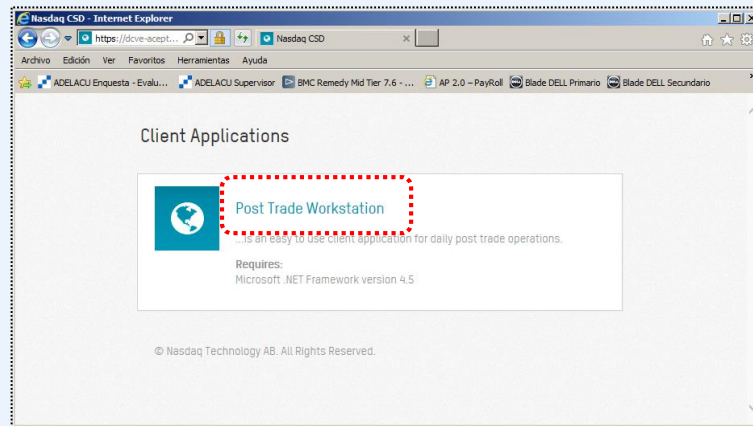 Nasdaq CSD - Internet Explorer
https://dcve-acept...
Nasdaq CSD
Archivo Edición Ver Favoritos Herramientas Ayuda
ADELACU Enquesta - Evalu... ADELACU Supervisor BMC Remedy Mid Tier 7.6 - ... AP 2.0 – PayRoll Blade DELL Primario Blade DELL Secundario
Client Applications
Post Trade Workstation
...is an easy to use client application for daily post trade operations.
Requires:
Microsoft .NET Framework version 4.5
© Nasdaq Technology AB. All Rights Reserved.